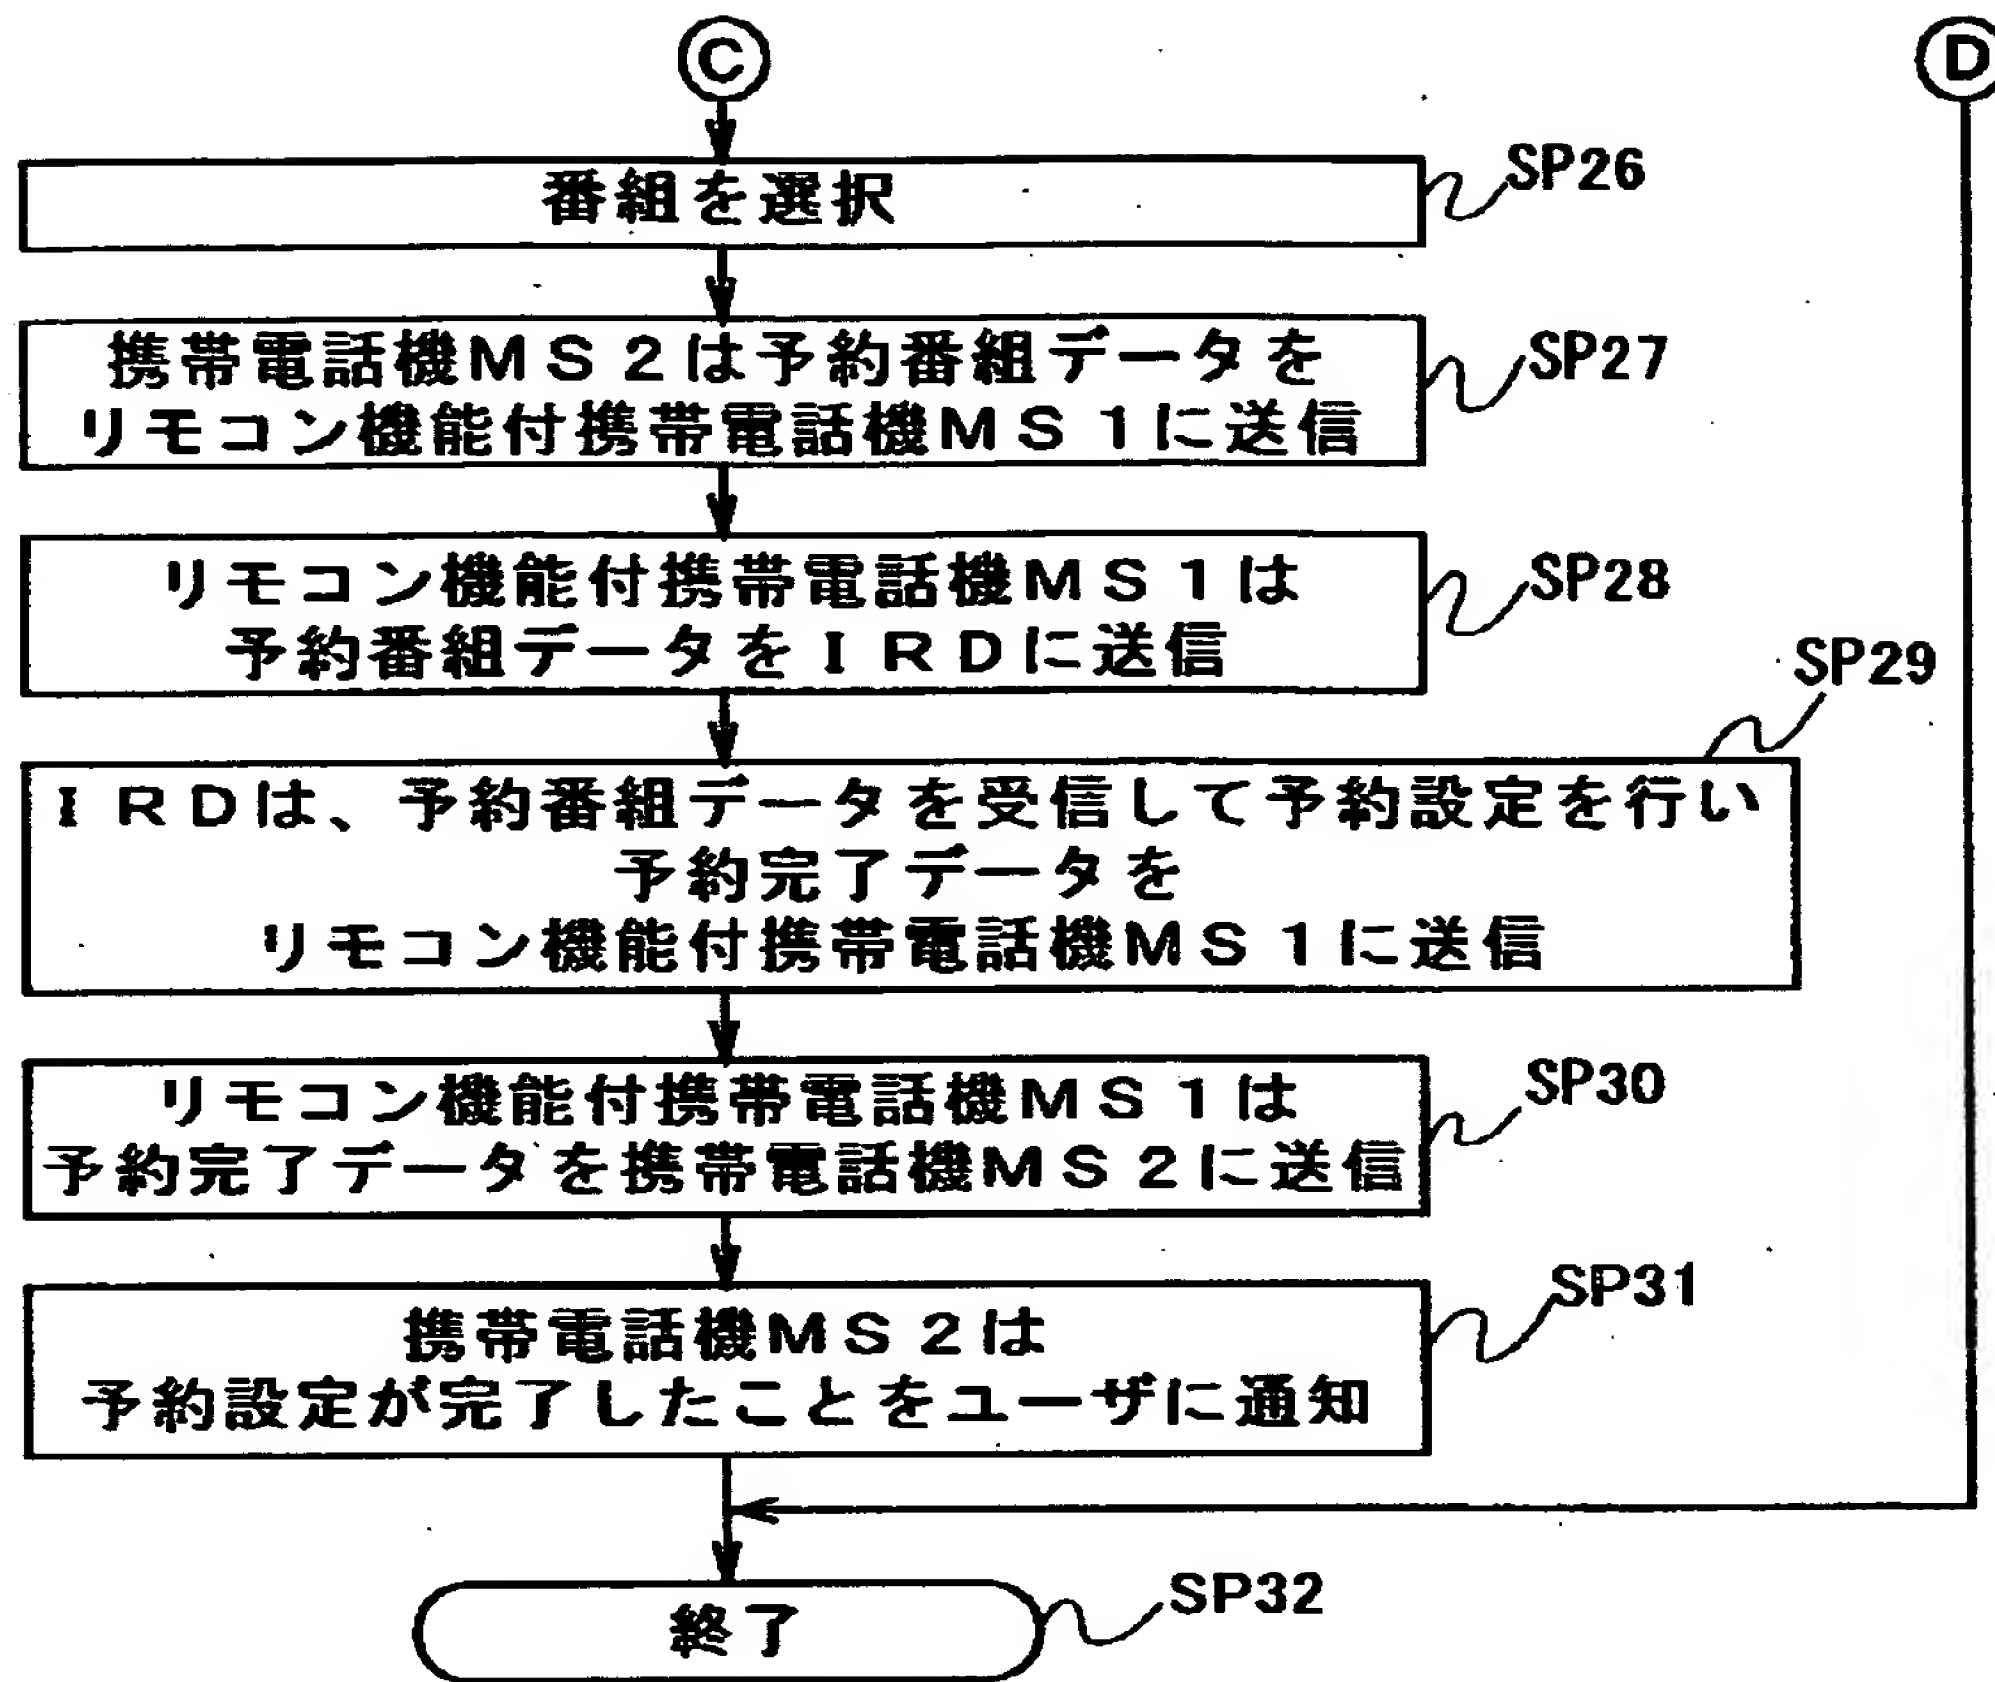 C
D
番組を選択
SP26
携帯電話機MS2は予約番組データを
リモコン機能付携帯電話機MS1に送信
SP27
リモコン機能付携帯電話機MS1は
予約番組データをIRDに送信
SP28
IRDは、予約番組データを受信して予約設定を行い
予約完了データを
リモコン機能付携帯電話機MS1に送信
SP29
リモコン機能付携帯電話機MS1は
予約完了データを携帯電話機MS2に送信
SP30
携帯電話機MS2は
予約設定が完了したことをユーザに通知
SP31
終了
SP32